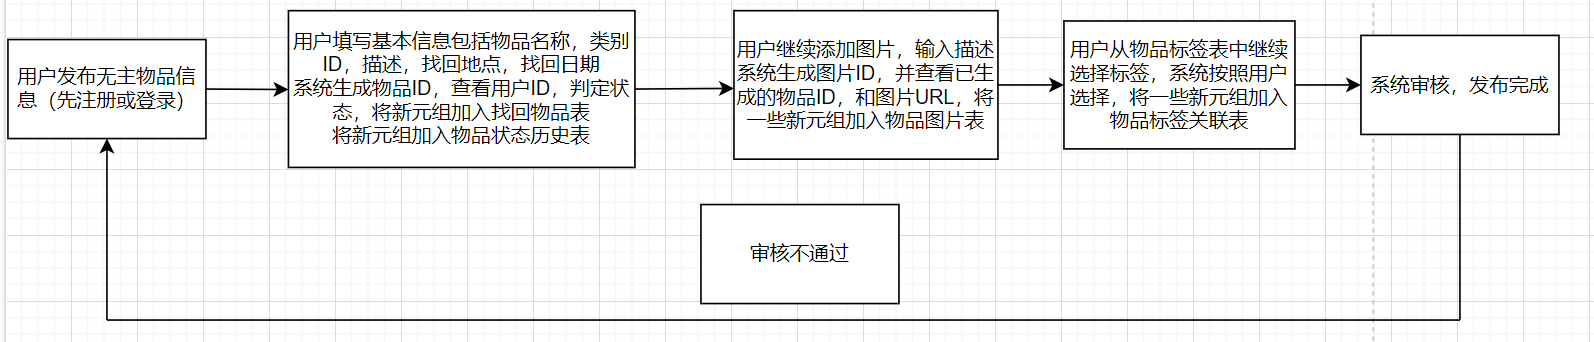 用户发布无主物品信
息（先注册或登录）
用户填写基本信息包括物品名称，类别
ID，描述，找回地点，找回日期
系统生成物品ID，查看用户ID，判定状
态，将新元组加入找回物品表
将新元组加入物品状态历史表
用户继续添加图片，输入描述
系统生成图片ID，并查看已生
成的物品ID，和图片URL，将
一些新元组加入物品图片表
用户从物品标签表中继续
选择标签，系统按照用户
选择，将一些新元组加入
物品标签关联表
系统审核，发布完成
审核不通过